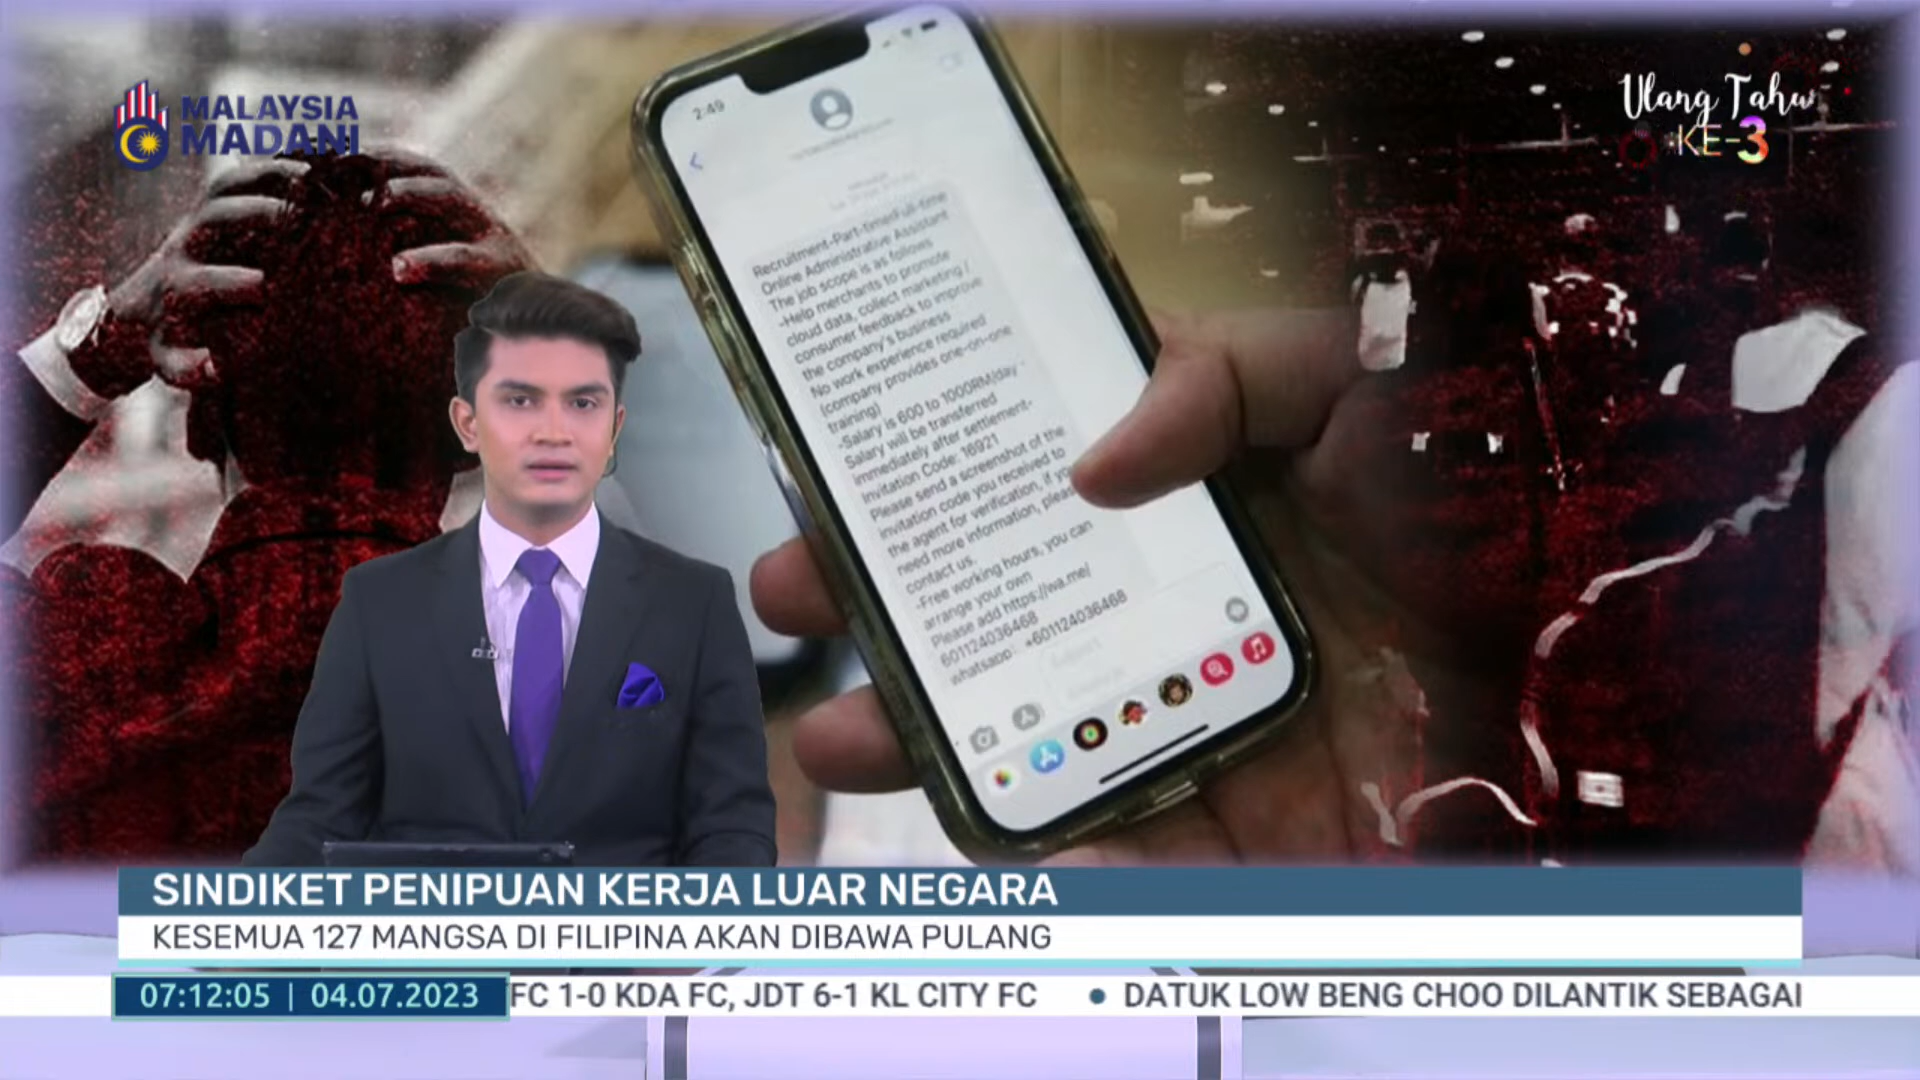 MALAYSIA
MADANI
Ulang Tahun
KE-3
2:49
Recruitment-Part-time/Full-time
Online Administrative Assistant
The job scope is as follows
-Help merchants to promote
cloud data, collect marketing /
consumer feedback to improve
the company's business
No work experience required
(company provides one-on-one
training)
-Salary is 600 to 1000RM/day -
Salary will be transferred
immediately after settlement-
Invitation Code: 16921
Please send a screenshot of the
invitation code you received to
the agent for verification, if you
need more information, please
contact us.
-Free working hours, you can
arrange your own
Please add https://wa.me/
601124036468
whatsapp: +601124036468
SINDIKET PENIPUAN KERJA LUAR NEGARA
KESEMUA 127 MANGSA DI FILIPINA AKAN DIBAWA PULANG
07:12:05 | 04.07.2023 FC 1-0 KDA FC, JDT 6-1 KL CITY FC • DATUK LOW BENG CHOO DILANTIK SEBAGAI